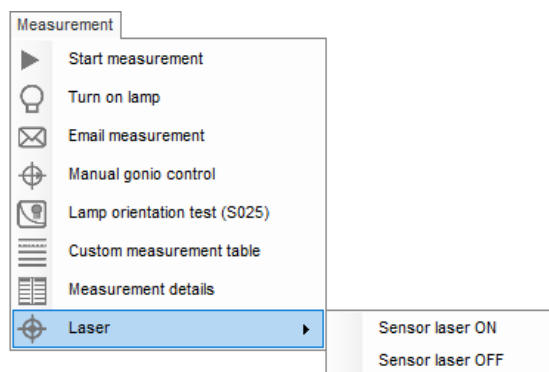 Measurement
Start measurement
Turn on lamp
Email measurement
Manual gonio control
Lamp orientation test (S025)
Custom measurement table
Measurement details
Laser
Sensor laser ON
Sensor laser OFF